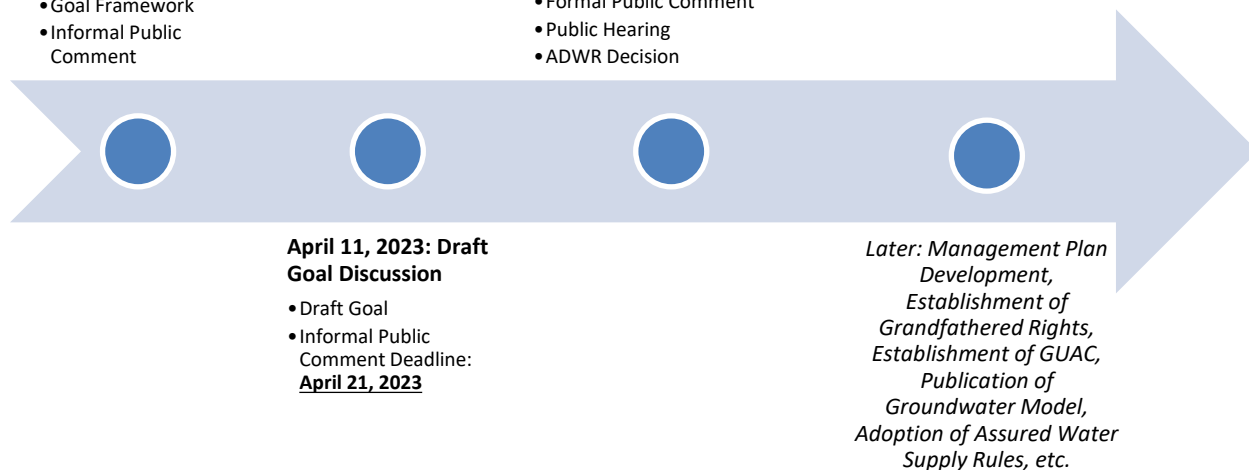 •Goal Framework
•Informal Public
Comment
•Formal Public Comment
•Public Hearing
•ADWR Decision
April 11, 2023: Draft
Goal Discussion
•Draft Goal
•Informal Public
Comment Deadline:
April 21, 2023
Later: Management Plan
Development,
Establishment of
Grandfathered Rights,
Establishment of GUAC,
Publication of
Groundwater Model,
Adoption of Assured Water
Supply Rules, etc.